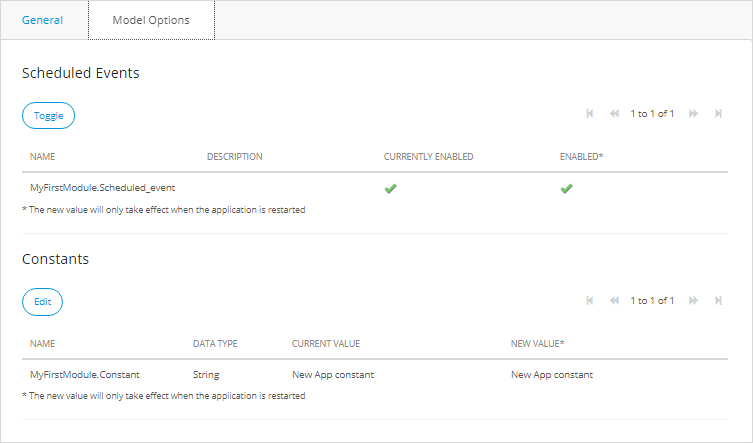 General Model Options
Scheduled Events
Toggle 1 to 1 of 1
NAME DESCRIPTION CURRENTLY ENABLED ENABLED*
MyFirstModule.Scheduled_event
* The new value will only take effect when the application is restarted
Constants
Edit 1 to 1 of 1
NAME DATA TYPE CURRENT VALUE NEW VALUE*
MyFirstModule.Constant String New App constant New App constant
* The new value will only take effect when the application is restarted